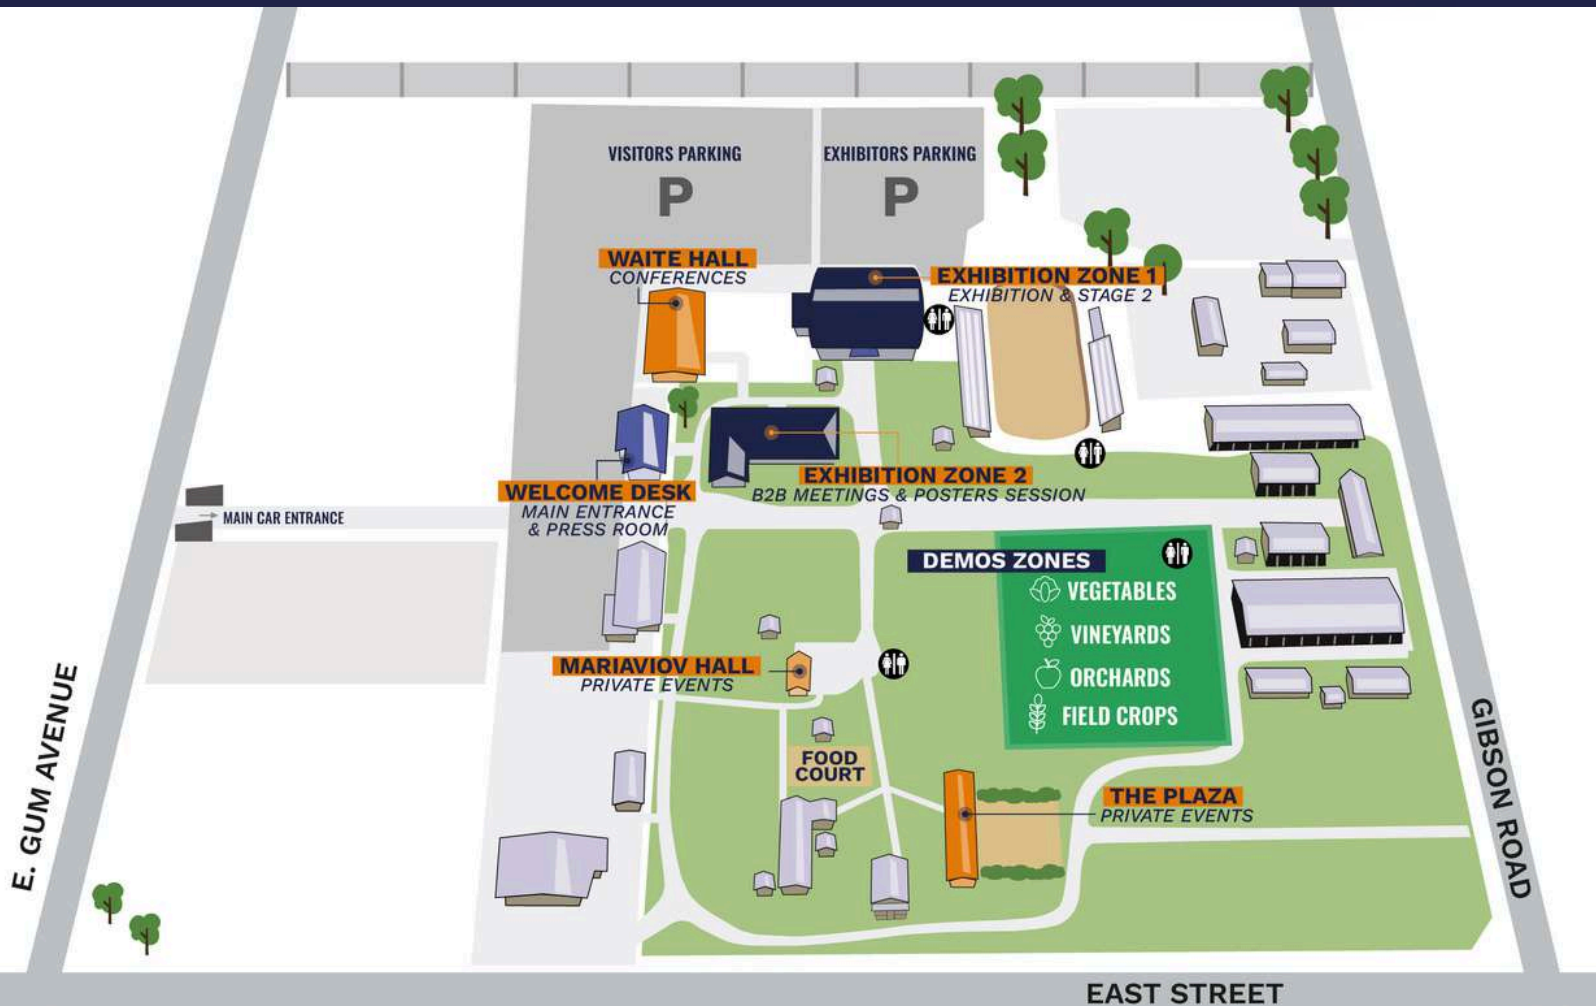 VISITORS PARKING
P
EXHIBITORS PARKING
P
WAITE HALL
CONFERENCES
EXHIBITION ZONE 1
EXHIBITION & STAGE 2
EXHIBITION ZONE 2
B2B MEETINGS & POSTERS SESSION
WELCOME DESK
MAIN ENTRANCE
& PRESS ROOM
MAIN CAR ENTRANCE
DEMOS ZONES
VEGETABLES
VINEYARDS
ORCHARDS
FIELD CROPS
MARIAVIOV HALL
PRIVATE EVENTS
FOOD
COURT
THE PLAZA
PRIVATE EVENTS
E. GUM AVENUE
GIBSON ROAD
EAST STREET